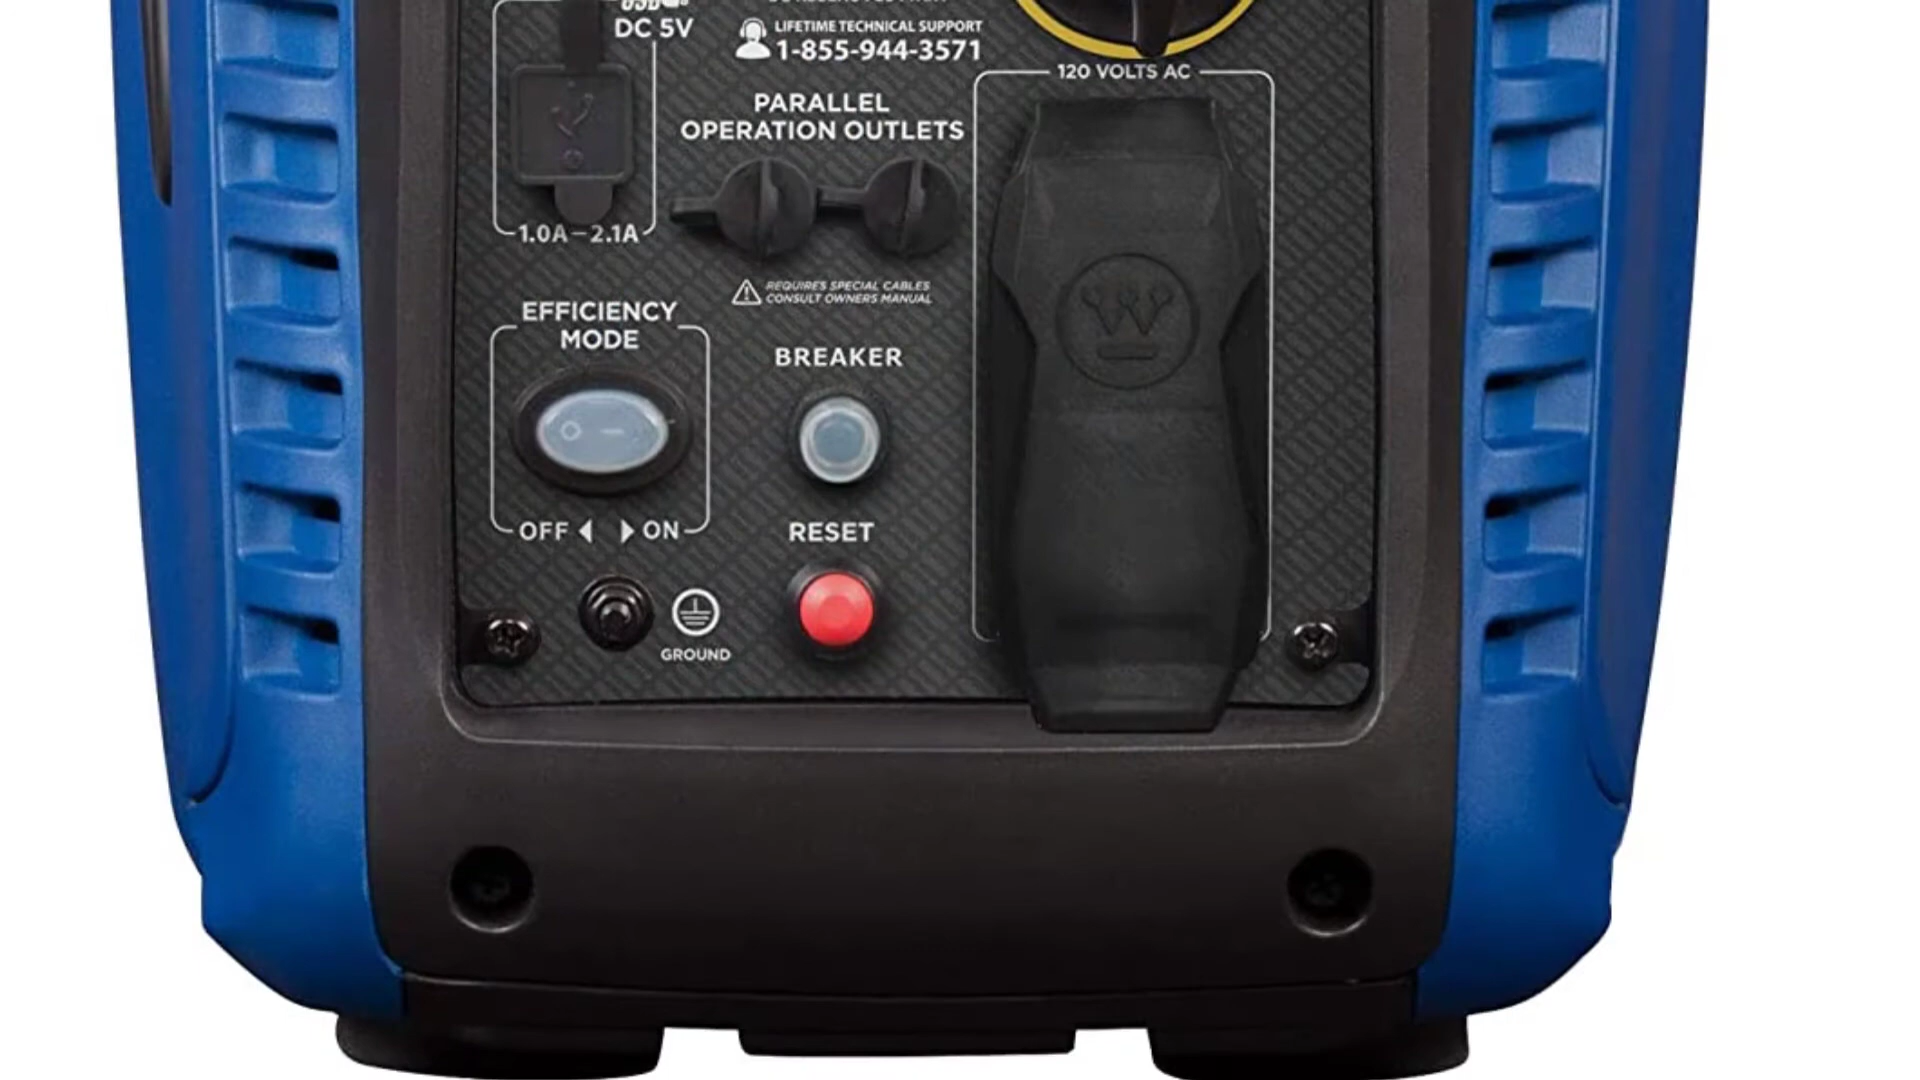 DC 5V
LIFETIME TECHNICAL SUPPORT
1-855-944-3571
120 VOLTS AC
PARALLEL
OPERATION OUTLETS
1.0A – 2.1A
REQUIRES SPECIAL CABLES
CONSULT OWNERS MANUAL
EFFICIENCY
MODE
BREAKER
W
OFF ◀ ▶ ON
RESET
GROUND